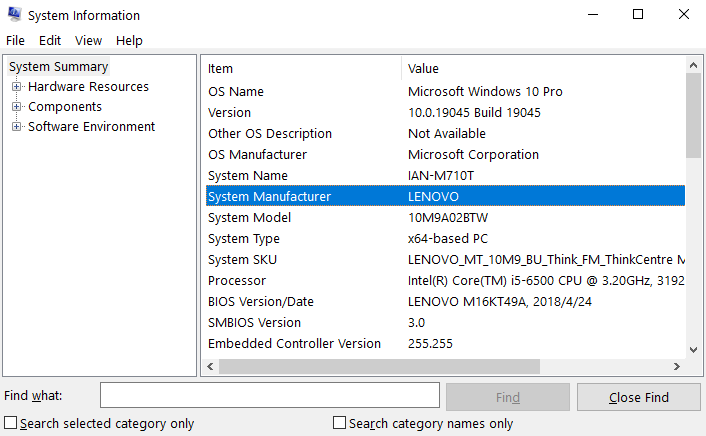 System Information
File Edit View Help
System Summary
Hardware Resources
Components
Software Environment
Item Value
OS Name Microsoft Windows 10 Pro
Version 10.0.19045 Build 19045
Other OS Description Not Available
OS Manufacturer Microsoft Corporation
System Name IAN-M710T
System Manufacturer LENOVO
System Model 10M9A02BTW
System Type x64-based PC
System SKU LENOVO_MT_10M9_BU_Think_FM_ThinkCentre M
Processor Intel(R) Core(TM) i5-6500 CPU @ 3.20GHz, 3192
BIOS Version/Date LENOVO M16KT49A, 2018/4/24
SMBIOS Version 3.0
Embedded Controller Version 255.255
Find what: Find Close Find
Search selected category only Search category names only